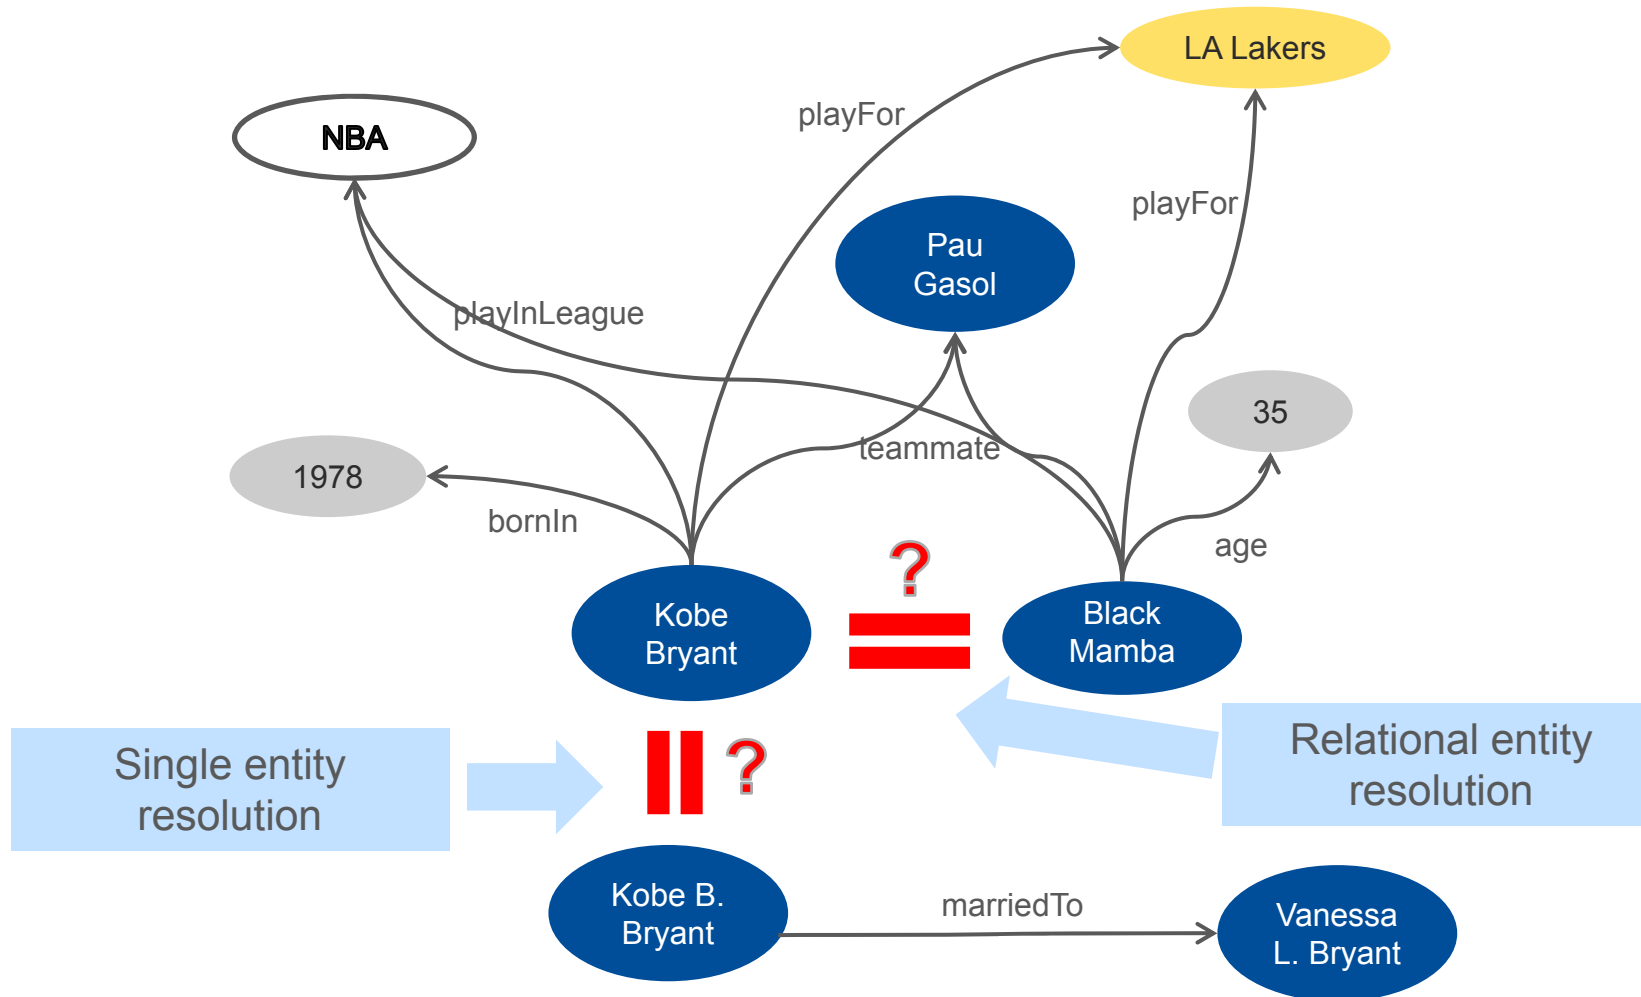 LA Lakers
NBA
playFor
playFor
Pau
Gasol
playInLeague
35
teammate
1978
bornIn
age
?
Kobe
Bryant
Black
Mamba
Single entity
resolution
?
Relational entity
resolution
Kobe B.
Bryant
marriedTo
Vanessa
L. Bryant